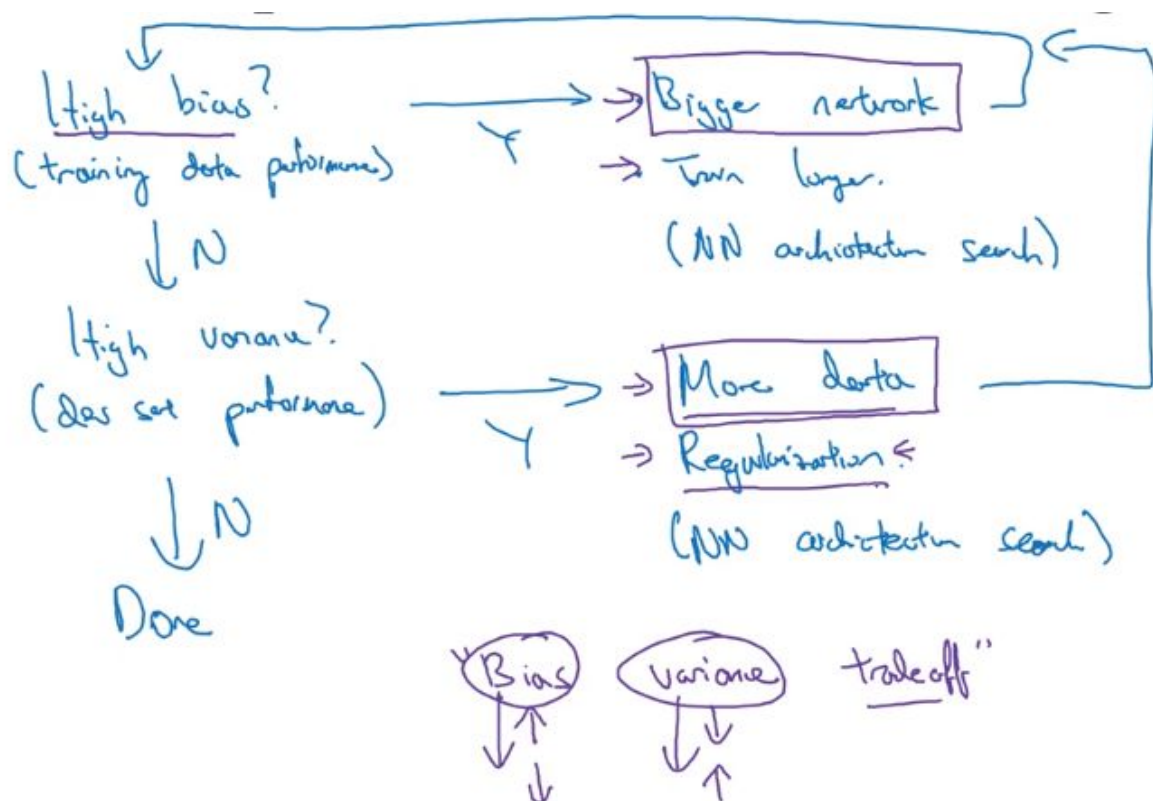 High bias?
(training data performance)
Y
Bigger network
Train longer.
(NN architecture search)
N
High variance?
(dev set performance)
Y
More data
Regularization.
(NN architecture search)
N
Done
"Bias variance tradeoff"